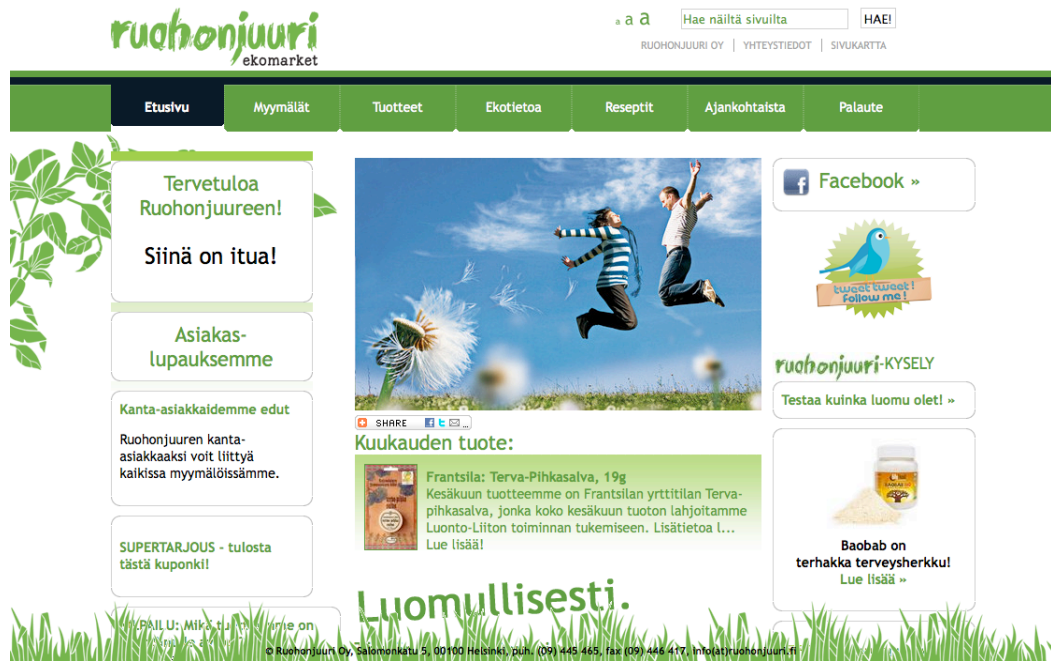 ruohonjuuri
ekomarket
a a a
Hae näiltä sivuilta
HAE!
RUOHONJUURI OY
YHTEYSTIEDOT
SIVUKARTTA
Etusivu
Myymälät
Tuotteet
Ekotietoa
Reseptit
Ajankohtaista
Palaute
Tervetuloa
Ruohonjuureen!
Siinä on itua!
Asiakas-
lupauksemme
Kanta-asiakkaidemme edut
Ruohonjuuren kanta-
asiakkaaksi voit liittyä
kaikissa myymälöissämme.
SUPERTARJOUS - tulosta
tästä kuponki!
KILPAILU: Mikä
on
SHARE
Kuukauden tuote:
Frantsila: Terva-Pihkasalva, 19g
Kesäkuun tuotteemme on Frantsilan yrttitilan Terva-
pihkasalva, jonka koko kesäkuun tuoton lahjoitamme
Luonto-Liiton toiminnan tukemiseen. Lisätietoa l...
Lue lisää!
Luomullisesti.
Facebook »
tweet tweet!
follow me!
ruohonjuuri-KYSELY
Testaa kuinka luomu olet! »
BAOBAB
Baobab on
terhakka terveysherkku!
Lue lisää »
© Ruohonjuuri Oy, Salomonkatu 5, 00100 Helsinki, puh. (09) 445 465, fax (09) 446 417, info(at)ruohonjuuri.fi